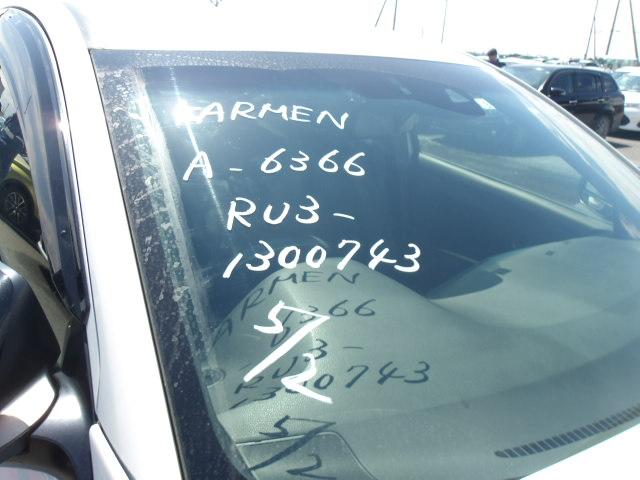 KARMEN
A-6366
RU3-
1300743
5/2